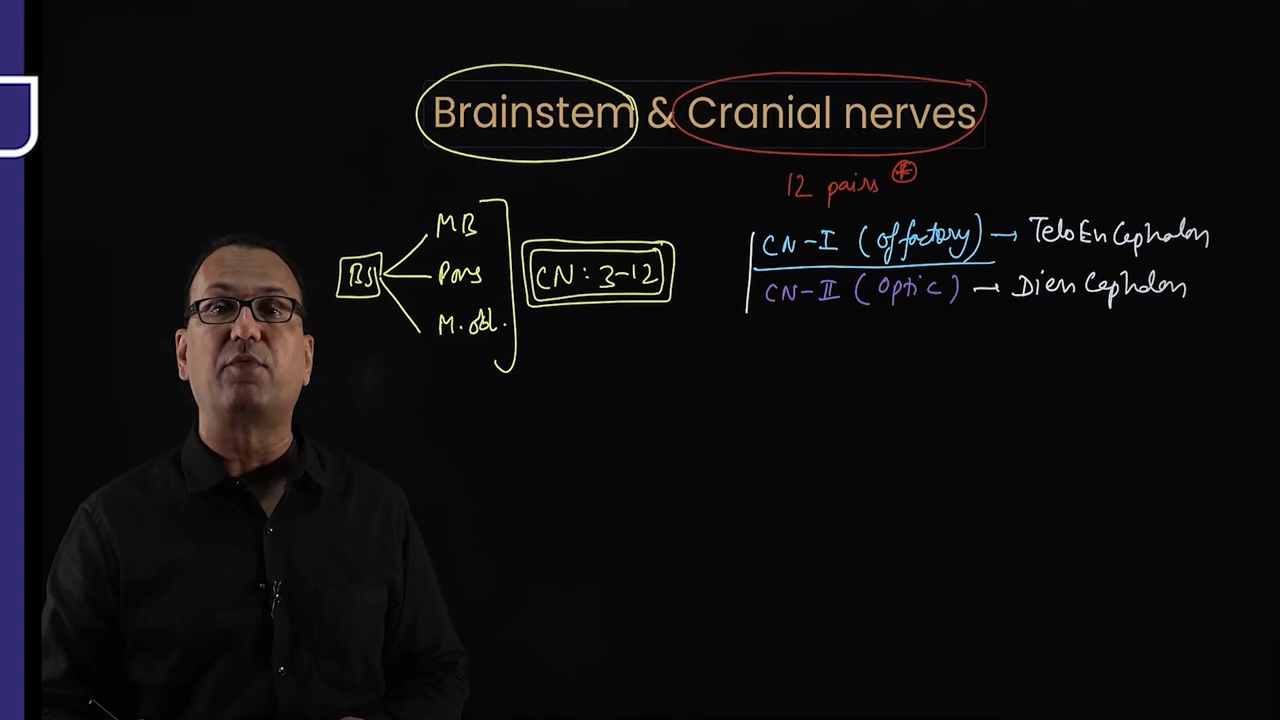 Brainstem & Cranial nerves
12 pairs
BS
MB
Pons
M. obl.
CN: 3-12
CN-I (Olfactory) → TeloEnCephalon
CN-II (Optic) → DienCephalon